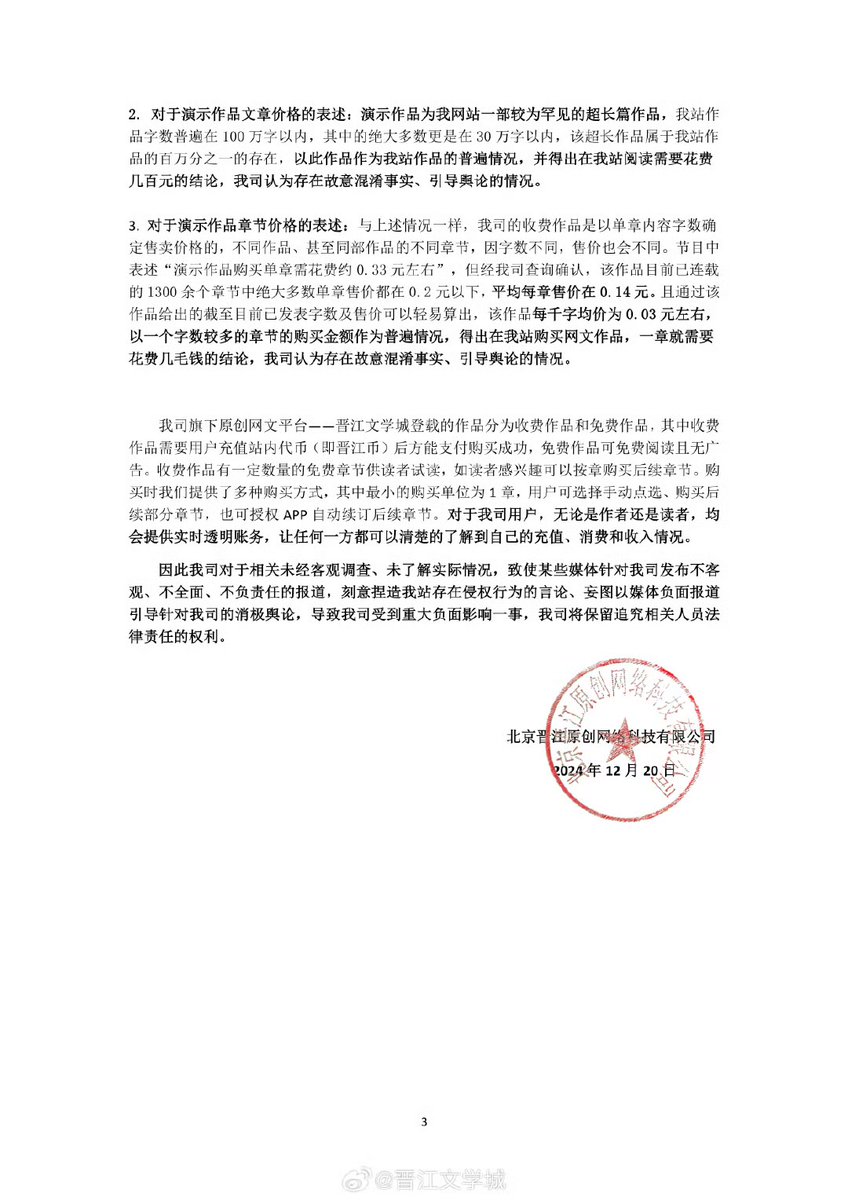 2. 对于演示作品文章价格的表述：演示作品为我网站一部较为罕见的超长篇作品，我站作
品字数普遍在 100 万字以内，其中的绝大多数更是在 30 万字以内，该超长作品属于我站作
品的百万分之一的存在，以此作品作为我站作品的普遍情况，并得出在我站阅读需要花费
几百元的结论，我司认为存在故意混淆事实、引导舆论的情况。
3. 对于演示作品章节价格的表述：与上述情况一样，我司的收费作品是以单章内容字数确
定售卖价格的，不同作品、甚至同部作品的不同章节，因字数不同，售价也会不同。节目中
表述“演示作品购买单章需花费约 0.33 元左右”，但经我司查询确认，该作品目前已连载
的 1300 余个章节中绝大多数单章售价都在 0.2 元以下，平均每章售价在 0.14 元。且通过该
作品给出的截至目前已发表字数及售价可以轻易算出，该作品每千字均价为 0.03 元左右，
以一个字数较多的章节的购买金额作为普遍情况，得出在我站购买网文作品，一章就需要
花费几毛钱的结论，我司认为存在故意混淆事实、引导舆论的情况。
我司旗下原创网文平台——晋江文学城登载的作品分为收费作品和免费作品，其中收费
作品需要用户充值站内代币（即晋江币）后方能支付购买成功，免费作品可免费阅读且无广
告。收费作品有一定数量的免费章节供读者试读，如读者感兴趣可以按章购买后续章节。购
买时我们提供了多种购买方式，其中最小的购买单位为 1 章，用户可选择手动点选、购买后
续部分章节，也可授权 APP 自动续订后续章节。对于我司用户，无论是作者还是读者，均
会提供实时透明账务，让任何一方都可以清楚的了解到自己的充值、消费和收入情况。
因此我司对于相关未经客观调查、未了解实际情况，致使某些媒体针对我司发布不客
观、不全面、不负责任的报道，刻意捏造我站存在侵权行为的言论、妄图以媒体负面报道
引导针对我司的消极舆论，导致我司受到重大负面影响一事，我司将保留追究相关人员法
律责任的权利。
北京晋江原创网络科技有限公司
2024 年 12 月 20 日
北京晋江原创网络科技有限公司
3
@晋江文学城